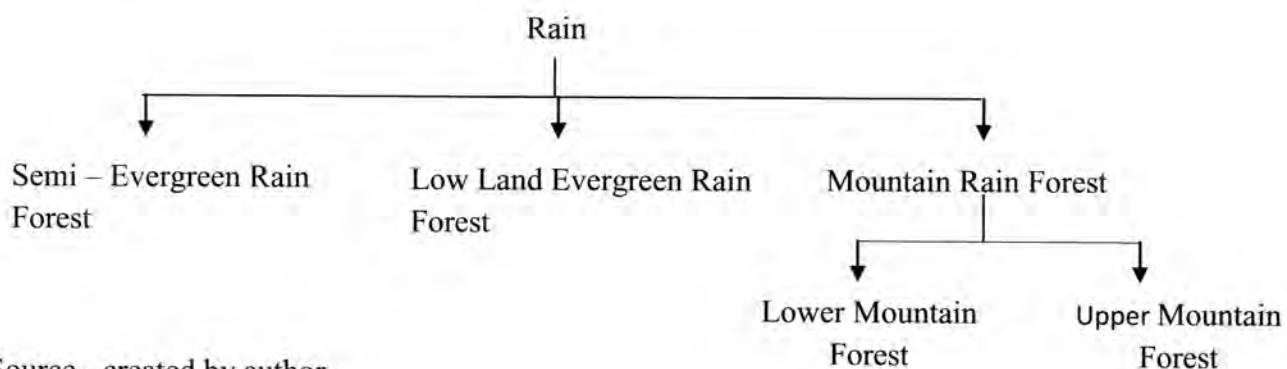 Rain
Semi – Evergreen Rain
Forest
Low Land Evergreen Rain
Forest
Mountain Rain Forest
Lower Mountain
Forest
Upper Mountain
Forest
created by author